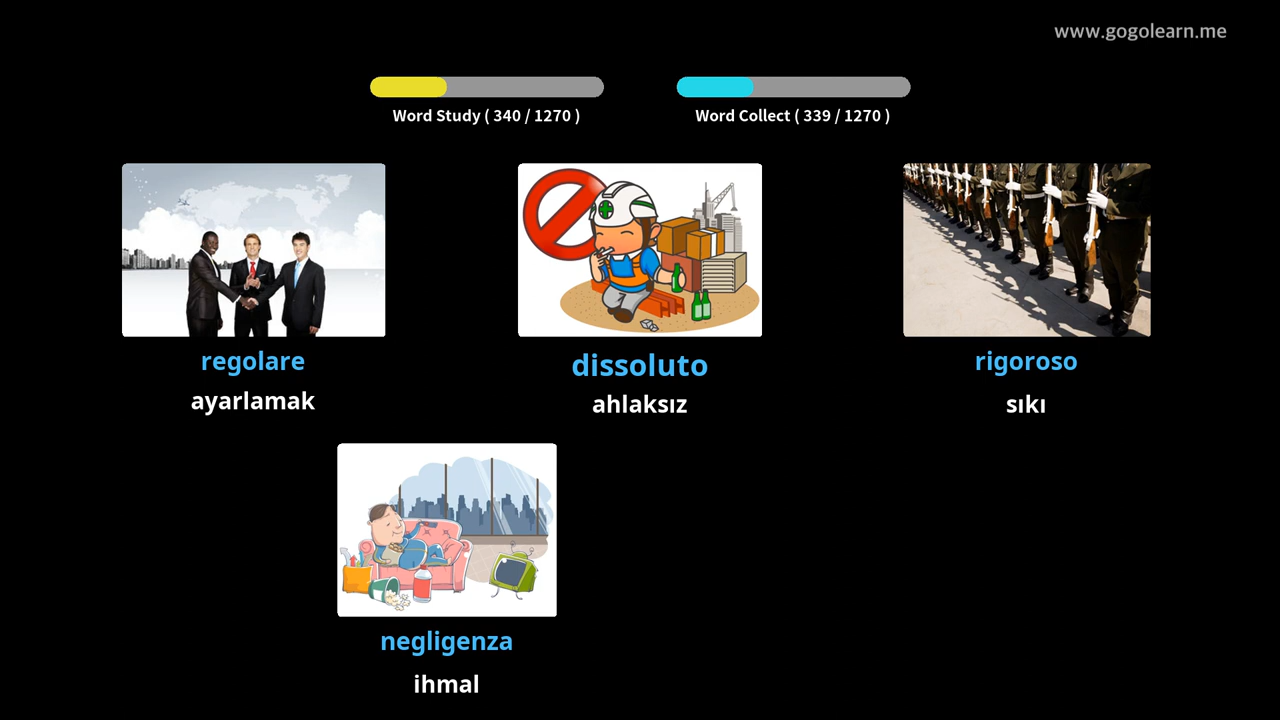 www.gogolearn.me
Word Study ( 340 / 1270 )
Word Collect ( 339 / 1270 )
regolare
ayarlamak
dissoluto
ahlaksız
rigoroso
sıkı
negligenza
ihmal